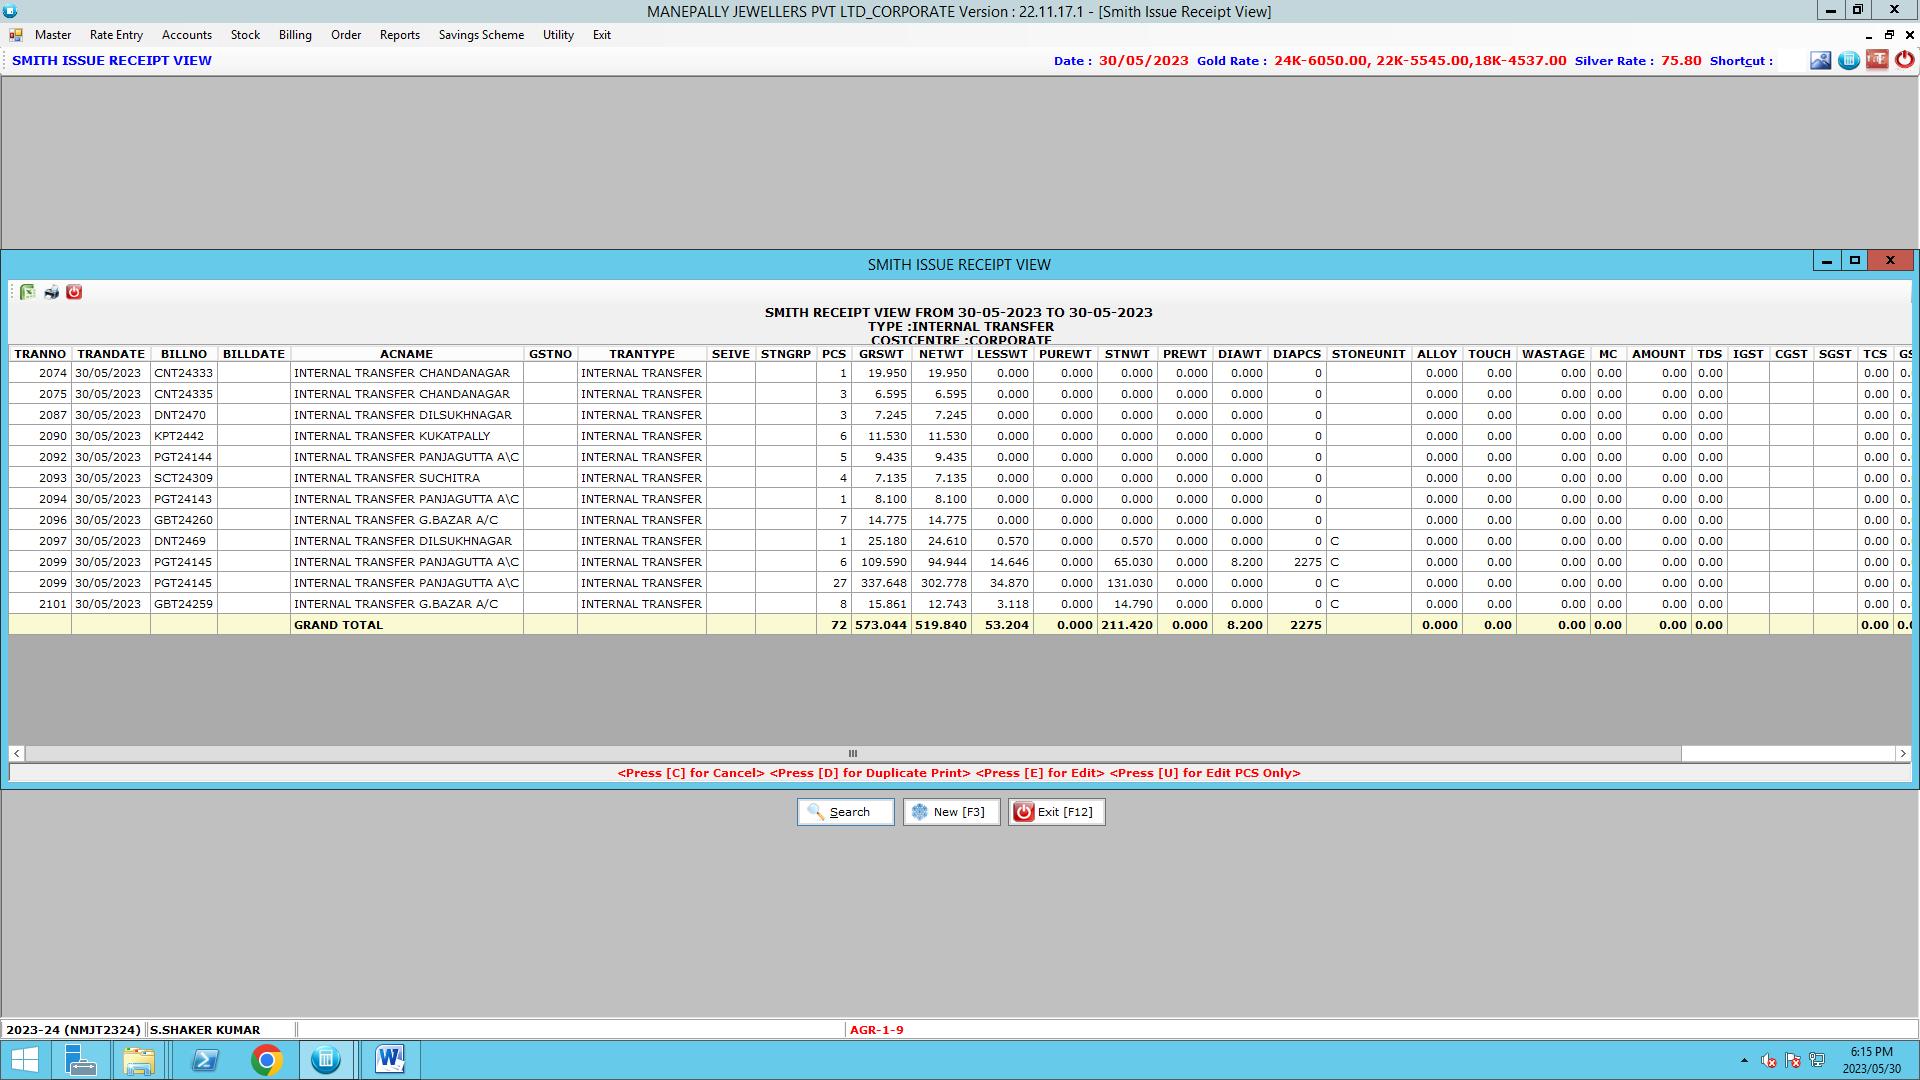 MANEPALLY JEWELLERS PVT LTD_CORPORATE Version : 22.11.17.1 - [Smith Issue Receipt View]
Master Rate Entry Accounts Stock Billing Order Reports Savings Scheme Utility Exit
SMITH ISSUE RECEIPT VIEW Date : 30/05/2023 Gold Rate : 24K-6050.00, 22K-5545.00,18K-4537.00 Silver Rate : 75.80 Shortcut :
SMITH ISSUE RECEIPT VIEW
SMITH RECEIPT VIEW FROM 30-05-2023 TO 30-05-2023
TYPE :INTERNAL TRANSFER
COSTCENTRE :CORPORATE
TRANNO TRANDATE BILLNO BILLDATE ACNAME GSTNO TRANTYPE SEIVE STNGRP PCS GRSWT NETWT LESSWT PUREWT STNWT PREWT DIAWT DIAPCS STONEUNIT ALLOY TOUCH WASTAGE MC AMOUNT TDS IGST CGST SGST TCS GS
2074 30/05/2023 CNT24333 INTERNAL TRANSFER CHANDANAGAR INTERNAL TRANSFER 1 19.950 19.950 0.000 0.000 0.000 0.000 0.000 0 0.000 0.00 0.00 0.00 0.00 0.00 0.00 0.
2075 30/05/2023 CNT24335 INTERNAL TRANSFER CHANDANAGAR INTERNAL TRANSFER 3 6.595 6.595 0.000 0.000 0.000 0.000 0.000 0 0.000 0.00 0.00 0.00 0.00 0.00 0.00 0.
2087 30/05/2023 DNT2470 INTERNAL TRANSFER DILSUKHNAGAR INTERNAL TRANSFER 3 7.245 7.245 0.000 0.000 0.000 0.000 0.000 0 0.000 0.00 0.00 0.00 0.00 0.00 0.00 0.
2090 30/05/2023 KPT2442 INTERNAL TRANSFER KUKATPALLY INTERNAL TRANSFER 6 11.530 11.530 0.000 0.000 0.000 0.000 0.000 0 0.000 0.00 0.00 0.00 0.00 0.00 0.00 0.
2092 30/05/2023 PGT24144 INTERNAL TRANSFER PANJAGUTTA A\C INTERNAL TRANSFER 5 9.435 9.435 0.000 0.000 0.000 0.000 0.000 0 0.000 0.00 0.00 0.00 0.00 0.00 0.00 0.
2093 30/05/2023 SCT24309 INTERNAL TRANSFER SUCHITRA INTERNAL TRANSFER 4 7.135 7.135 0.000 0.000 0.000 0.000 0.000 0 0.000 0.00 0.00 0.00 0.00 0.00 0.00 0.
2094 30/05/2023 PGT24143 INTERNAL TRANSFER PANJAGUTTA A\C INTERNAL TRANSFER 1 8.100 8.100 0.000 0.000 0.000 0.000 0.000 0 0.000 0.00 0.00 0.00 0.00 0.00 0.00 0.
2096 30/05/2023 GBT24260 INTERNAL TRANSFER G.BAZAR A/C INTERNAL TRANSFER 7 14.775 14.775 0.000 0.000 0.000 0.000 0.000 0 0.000 0.00 0.00 0.00 0.00 0.00 0.00 0.
2097 30/05/2023 DNT2469 INTERNAL TRANSFER DILSUKHNAGAR INTERNAL TRANSFER 1 25.180 24.610 0.570 0.000 0.570 0.000 0.000 0 C 0.000 0.00 0.00 0.00 0.00 0.00 0.00 0.
2099 30/05/2023 PGT24145 INTERNAL TRANSFER PANJAGUTTA A\C INTERNAL TRANSFER 6 109.590 94.944 14.646 0.000 65.030 0.000 8.200 2275 C 0.000 0.00 0.00 0.00 0.00 0.00 0.00 0.
2099 30/05/2023 PGT24145 INTERNAL TRANSFER PANJAGUTTA A\C INTERNAL TRANSFER 27 337.648 302.778 34.870 0.000 131.030 0.000 0.000 0 C 0.000 0.00 0.00 0.00 0.00 0.00 0.00 0.
2101 30/05/2023 GBT24259 INTERNAL TRANSFER G.BAZAR A/C INTERNAL TRANSFER 8 15.861 12.743 3.118 0.000 14.790 0.000 0.000 0 C 0.000 0.00 0.00 0.00 0.00 0.00 0.00 0.
GRAND TOTAL 72 573.044 519.840 53.204 0.000 211.420 0.000 8.200 2275 0.000 0.00 0.00 0.00 0.00 0.00 0.00 0.0
<Press [C] for Cancel> <Press [D] for Duplicate Print> <Press [E] for Edit> <Press [U] for Edit PCS Only>
Search New [F3] Exit [F12]
2023-24 (NMJT2324) S.SHAKER KUMAR AGR-1-9
6:15 PM
2023/05/30